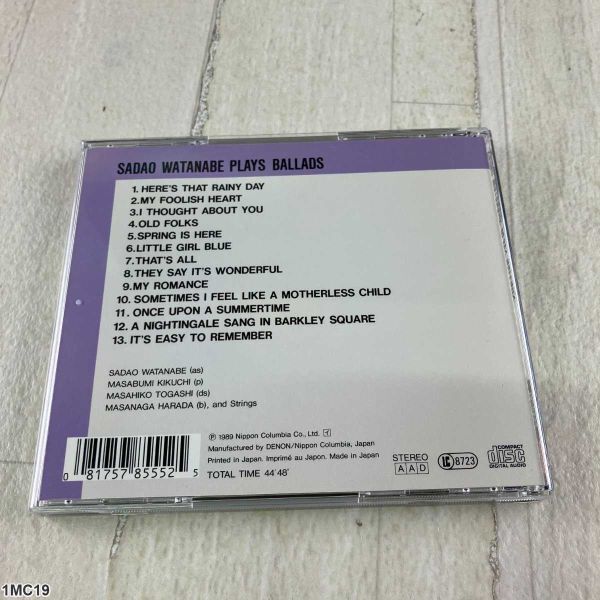 SADAO WATANABE PLAYS BALLADS
1. HERE'S THAT RAINY DAY
2. MY FOOLISH HEART
3. I THOUGHT ABOUT YOU
4. OLD FOLKS
5. SPRING IS HERE
6. LITTLE GIRL BLUE
7. THAT'S ALL
8. THEY SAY IT'S WONDERFUL
9. MY ROMANCE
10. SOMETIMES I FEEL LIKE A MOTHERLESS CHILD
11. ONCE UPON A SUMMERTIME
12. A NIGHTINGALE SANG IN BARKLEY SQUARE
13. IT'S EASY TO REMEMBER
SADAO WATANABE (as)
MASABUMI KIKUCHI (p)
MASAHIKO TOGASHI (ds)
MASANAGA HARADA (b), and Strings
℗ 1989 Nippon Columbia Co., Ltd.
Manufactured by DENON/Nippon Columbia, Japan
Printed in Japan. Imprimé au Japon. Made in Japan
TOTAL TIME 44'48"
0 81757 85552 5
STEREO
AAD
LC 8723
COMPACT
disc
DIGITAL AUDIO
1MC19